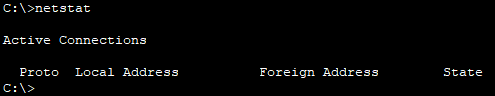 C:\>netstat
Active Connections
Proto  Local Address          Foreign Address        State
C:\>